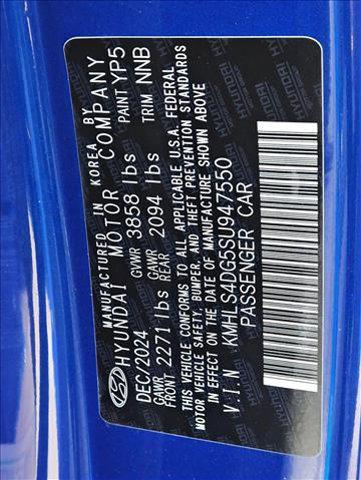 MANUFACTURED IN KOREA BY
HYUNDAI MOTOR COMPANY
DEC/2024 GVWR 3858 lbs PAINT YP5
GAWR FRONT 2271 lbs GAWR REAR 2094 lbs TRIM NNB
THIS VEHICLE CONFORMS TO ALL APPLICABLE U.S.A. FEDERAL
MOTOR VEHICLE SAFETY, BUMPER, AND THEFT PREVENTION STANDARDS
IN EFFECT ON THE DATE OF MANUFACTURE SHOWN ABOVE
V.I.N KMHLS4DG5SU947550
PASSENGER CAR